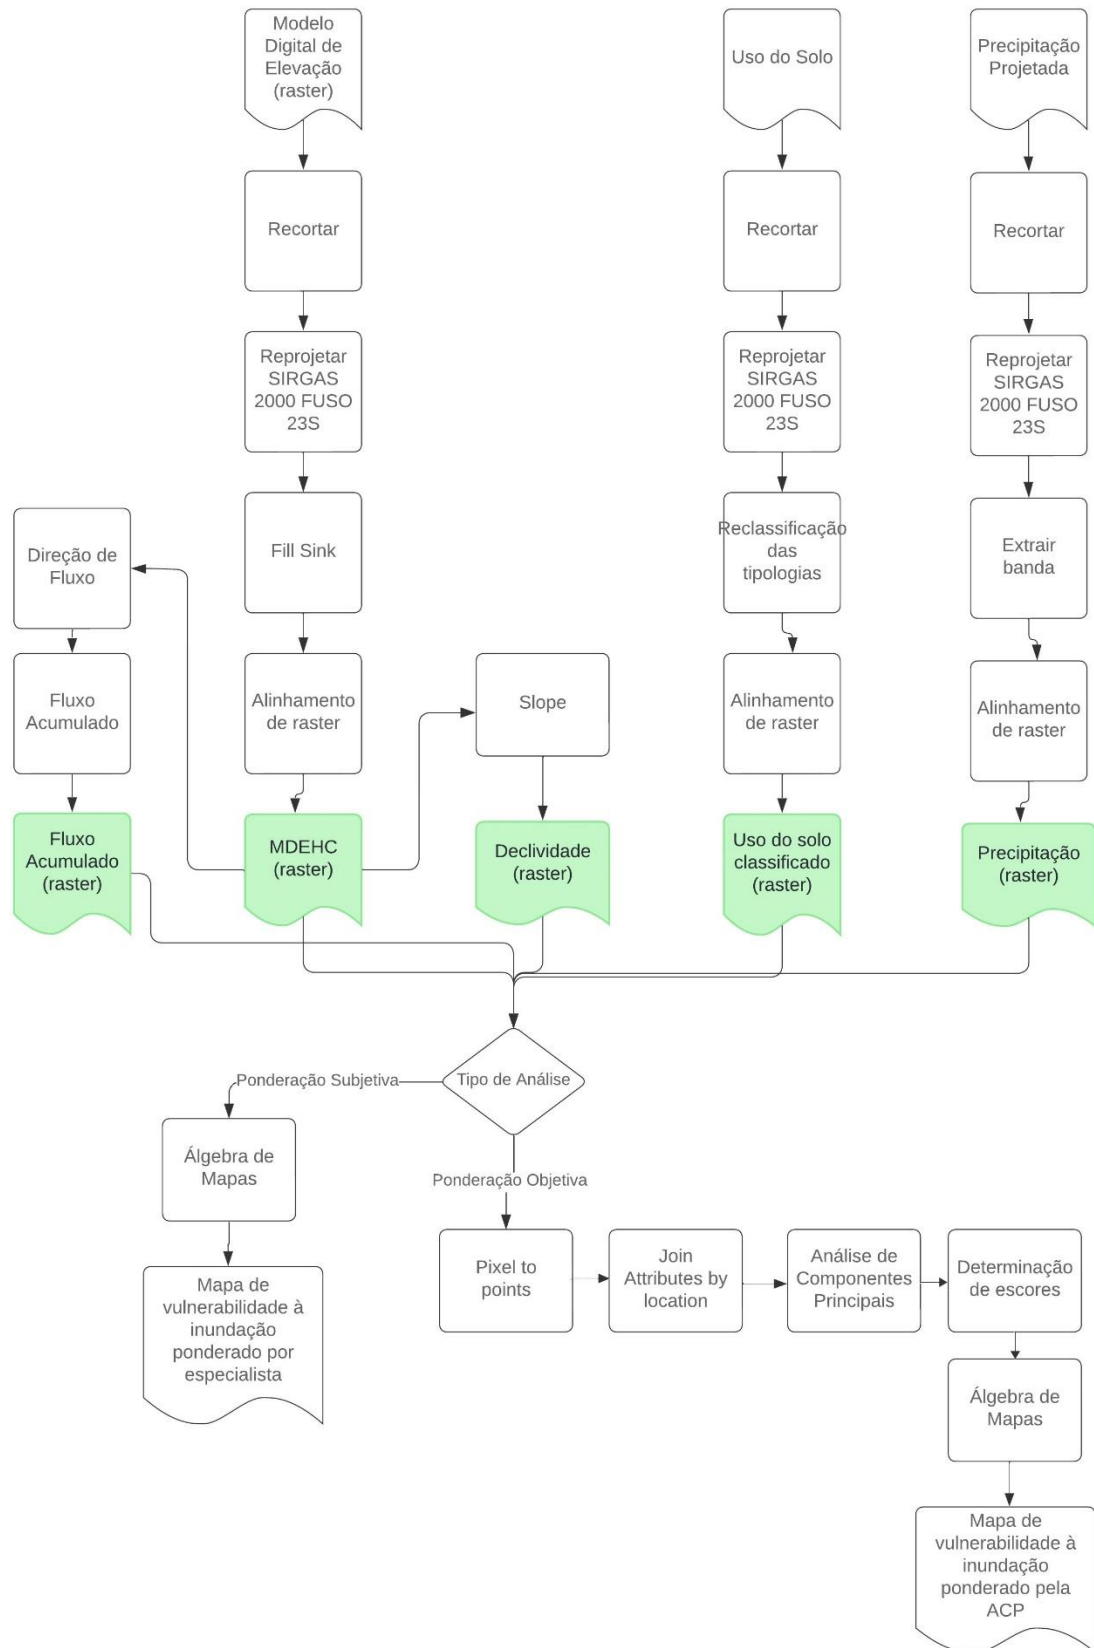 Modelo
Digital de
Elevação
(raster)
Uso do Solo
Precipitação
Projetada
Recortar
Recortar
Recortar
Reprojetar
SIRGAS
2000 FUSO
23S
Reprojetar
SIRGAS
2000 FUSO
23S
Reprojetar
SIRGAS
2000 FUSO
23S
Direção de
Fluxo
Fill Sink
Reclassificação
das
tipologias
Extrair
banda
Fluxo
Acumulado
Alinhamento
de raster
Slope
Alinhamento
de raster
Alinhamento
de raster
Fluxo
Acumulado
(raster)
MDEHC
(raster)
Declividade
(raster)
Uso do solo
classificado
(raster)
Precipitação
(raster)
Tipo de Análise
Ponderação Subjetiva
Álgebra de
Mapas
Ponderação Objetiva
Mapa de
vulnerabilidade à
inundação
ponderado por
especialista
Pixel to
points
Join
Attributes by
location
Análise de
Componentes
Principais
Determinação
de escores
Álgebra de
Mapas
Mapa de
vulnerabilidade à
inundação
ponderado pela
ACP